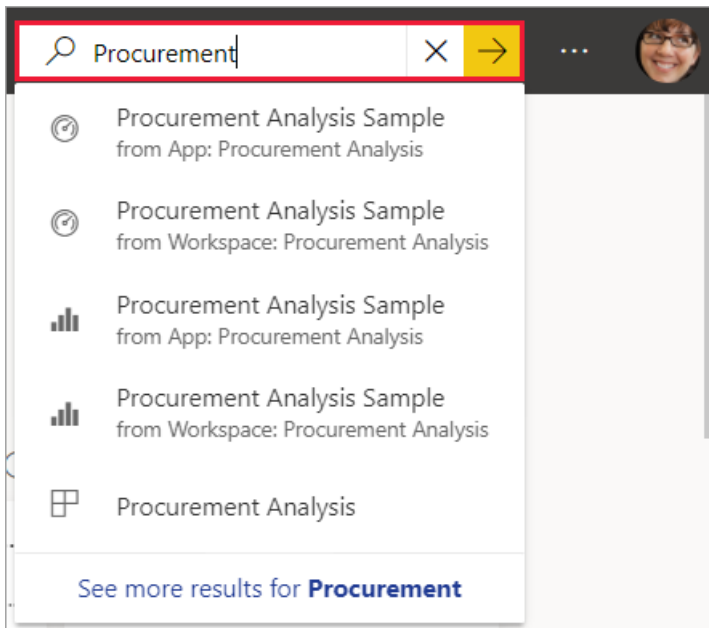 Procurement
Procurement Analysis Sample
from App: Procurement Analysis
Procurement Analysis Sample
from Workspace: Procurement Analysis
Procurement Analysis Sample
from App: Procurement Analysis
Procurement Analysis Sample
from Workspace: Procurement Analysis
Procurement Analysis
See more results for Procurement